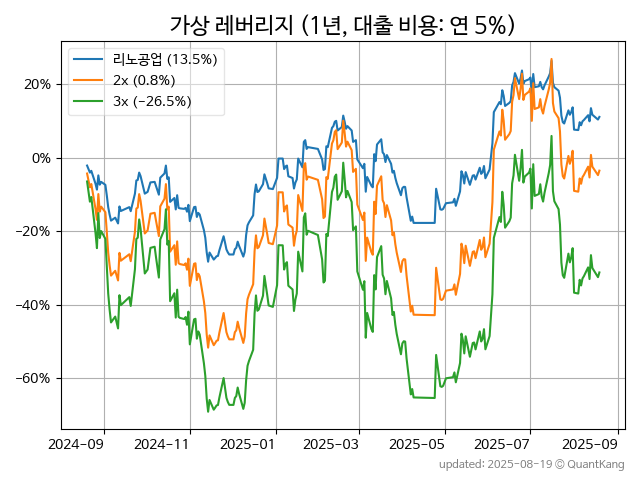 가상 레버리지 (1년, 대출 비용: 연 5%)
리노공업 (13.5%)
2x (0.8%)
3x (−26.5%)
20%
0%
−20%
−40%
−60%
2024-09 2024-11 2025-01 2025-03 2025-05 2025-07 2025-09
updated: 2025-08-19 © QuantKang